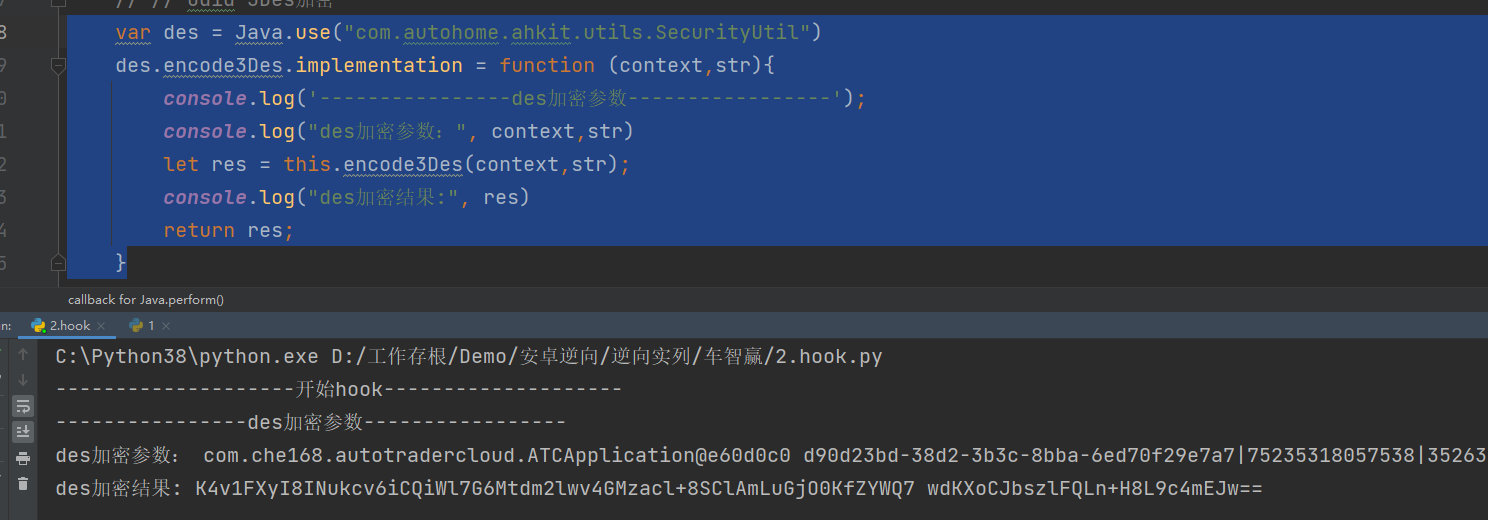 // // Udid 3Des加密
8 var des = Java.use("com.autohome.ahkit.utils.SecurityUtil")
9 des.encode3Des.implementation = function (context,str){
0 console.log('----------------des加密参数-----------------');
1 console.log("des加密参数: ", context,str)
2 let res = this.encode3Des(context,str);
3 console.log("des加密结果:", res)
4 return res;
5 }
callback for Java.perform()
n: 2.hook × 1 ×
C:\Python38\python.exe D:/工作存根/Demo/安卓逆向/逆向实列/车智赢/2.hook.py
--------------------开始hook--------------------
----------------des加密参数-----------------
des加密参数: com.che168.autotradercloud.ATCApplication@e60d0c0 d90d23bd-38d2-3b3c-8bba-6ed70f29e7a7|75235318057538|35263
des加密结果: K4v1FXyI8INukcv6iCQiWl7G6Mtdm2lwv4GMzacl+8SClAmLuGjO0KfZYWQ7 wdKXoCJbszlFQLn+H8L9c4mEJw==